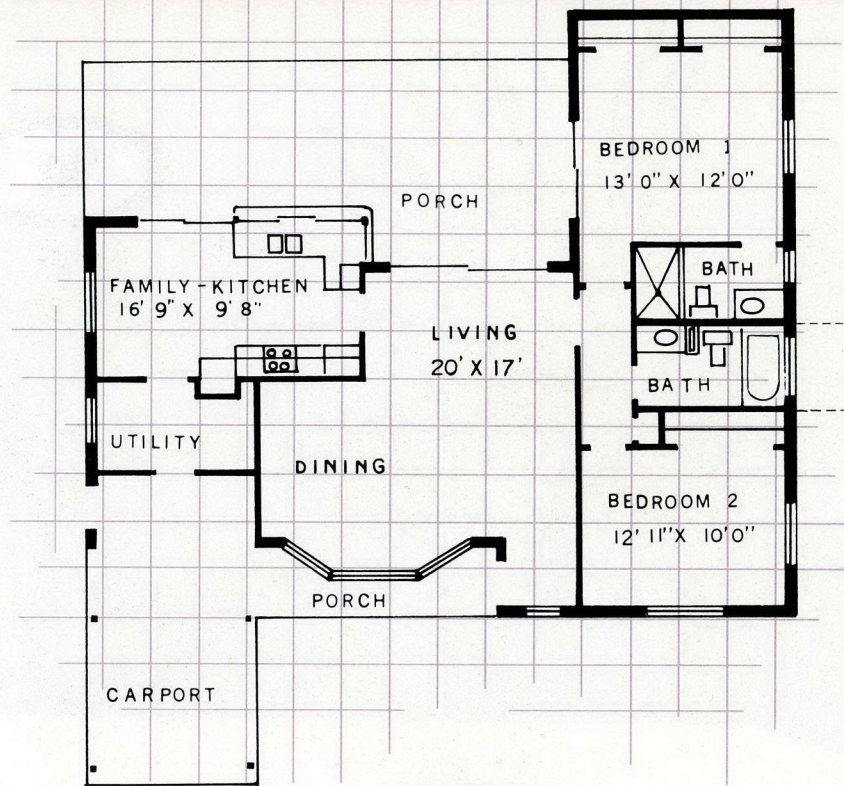 BEDROOM 1
13' 0" X 12' 0"
PORCH
BATH
FAMILY-KITCHEN
16' 9" X 9' 8"
LIVING
20' X 17'
BATH
UTILITY
DINING
BEDROOM 2
12' 11" X 10' 0"
PORCH
CARPORT